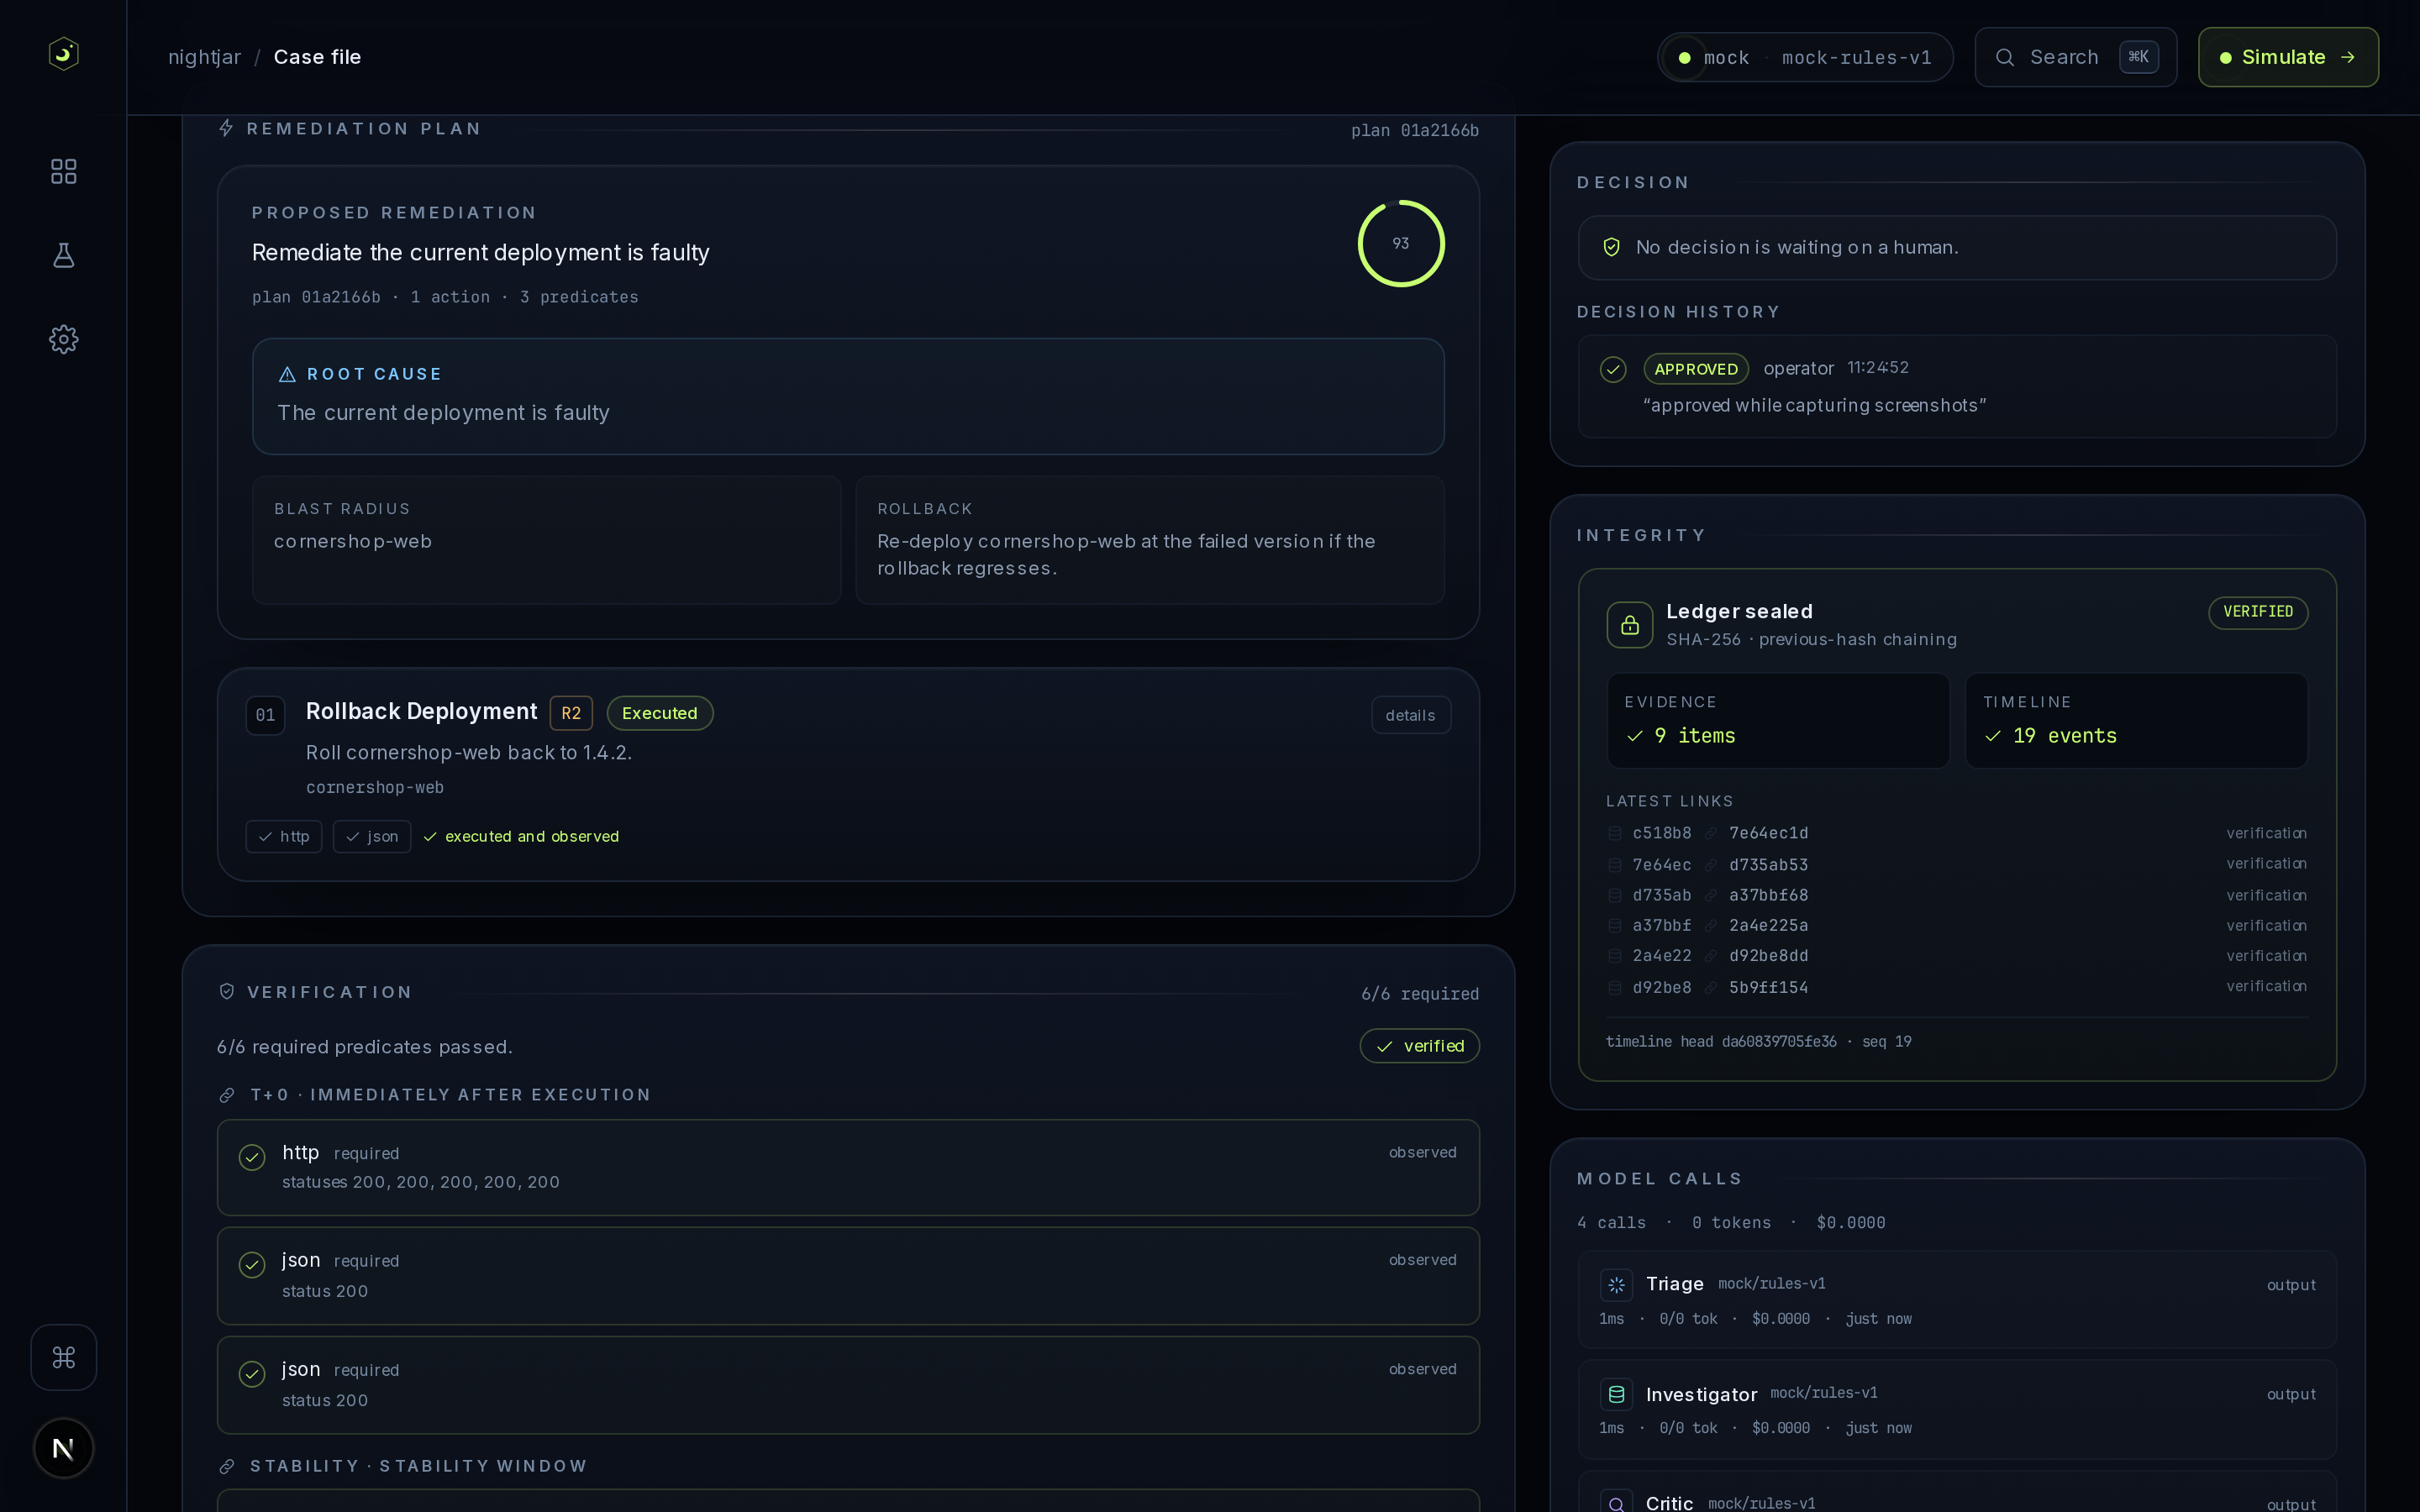 nightjar / Case file
mock · mock-rules-v1
Search ⌘K
Simulate →
REMEDIATION PLAN
plan 01a2166b
PROPOSED REMEDIATION
93
Remediate the current deployment is faulty
plan 01a2166b · 1 action · 3 predicates
ROOT CAUSE
The current deployment is faulty
BLAST RADIUS
cornershop-web
ROLLBACK
Re-deploy cornershop-web at the failed version if the
rollback regresses.
01 Rollback Deployment R2 Executed
details
Roll cornershop-web back to 1.4.2.
cornershop-web
http json executed and observed
VERIFICATION
6/6 required
6/6 required predicates passed.
verified
T+0 · IMMEDIATELY AFTER EXECUTION
http required
observed
statuses 200, 200, 200, 200, 200
json required
observed
status 200
json required
observed
status 200
STABILITY · STABILITY WINDOW
DECISION
No decision is waiting on a human.
DECISION HISTORY
APPROVED operator 11:24:52
“approved while capturing screenshots”
INTEGRITY
Ledger sealed
VERIFIED
SHA-256 · previous-hash chaining
EVIDENCE
9 items
TIMELINE
19 events
LATEST LINKS
c518b8 7e64ec1d verification
7e64ec d735ab53 verification
d735ab a37bbf68 verification
a37bbf 2a4e225a verification
2a4e22 d92be8dd verification
d92be8 5b9ff154 verification
timeline head da60839705fe36 · seq 19
MODEL CALLS
4 calls · 0 tokens · $0.0000
Triage mock/rules-v1
output
1ms · 0/0 tok · $0.0000 · just now
Investigator mock/rules-v1
output
1ms · 0/0 tok · $0.0000 · just now
Critic mock/rules-v1
output
⌘
N